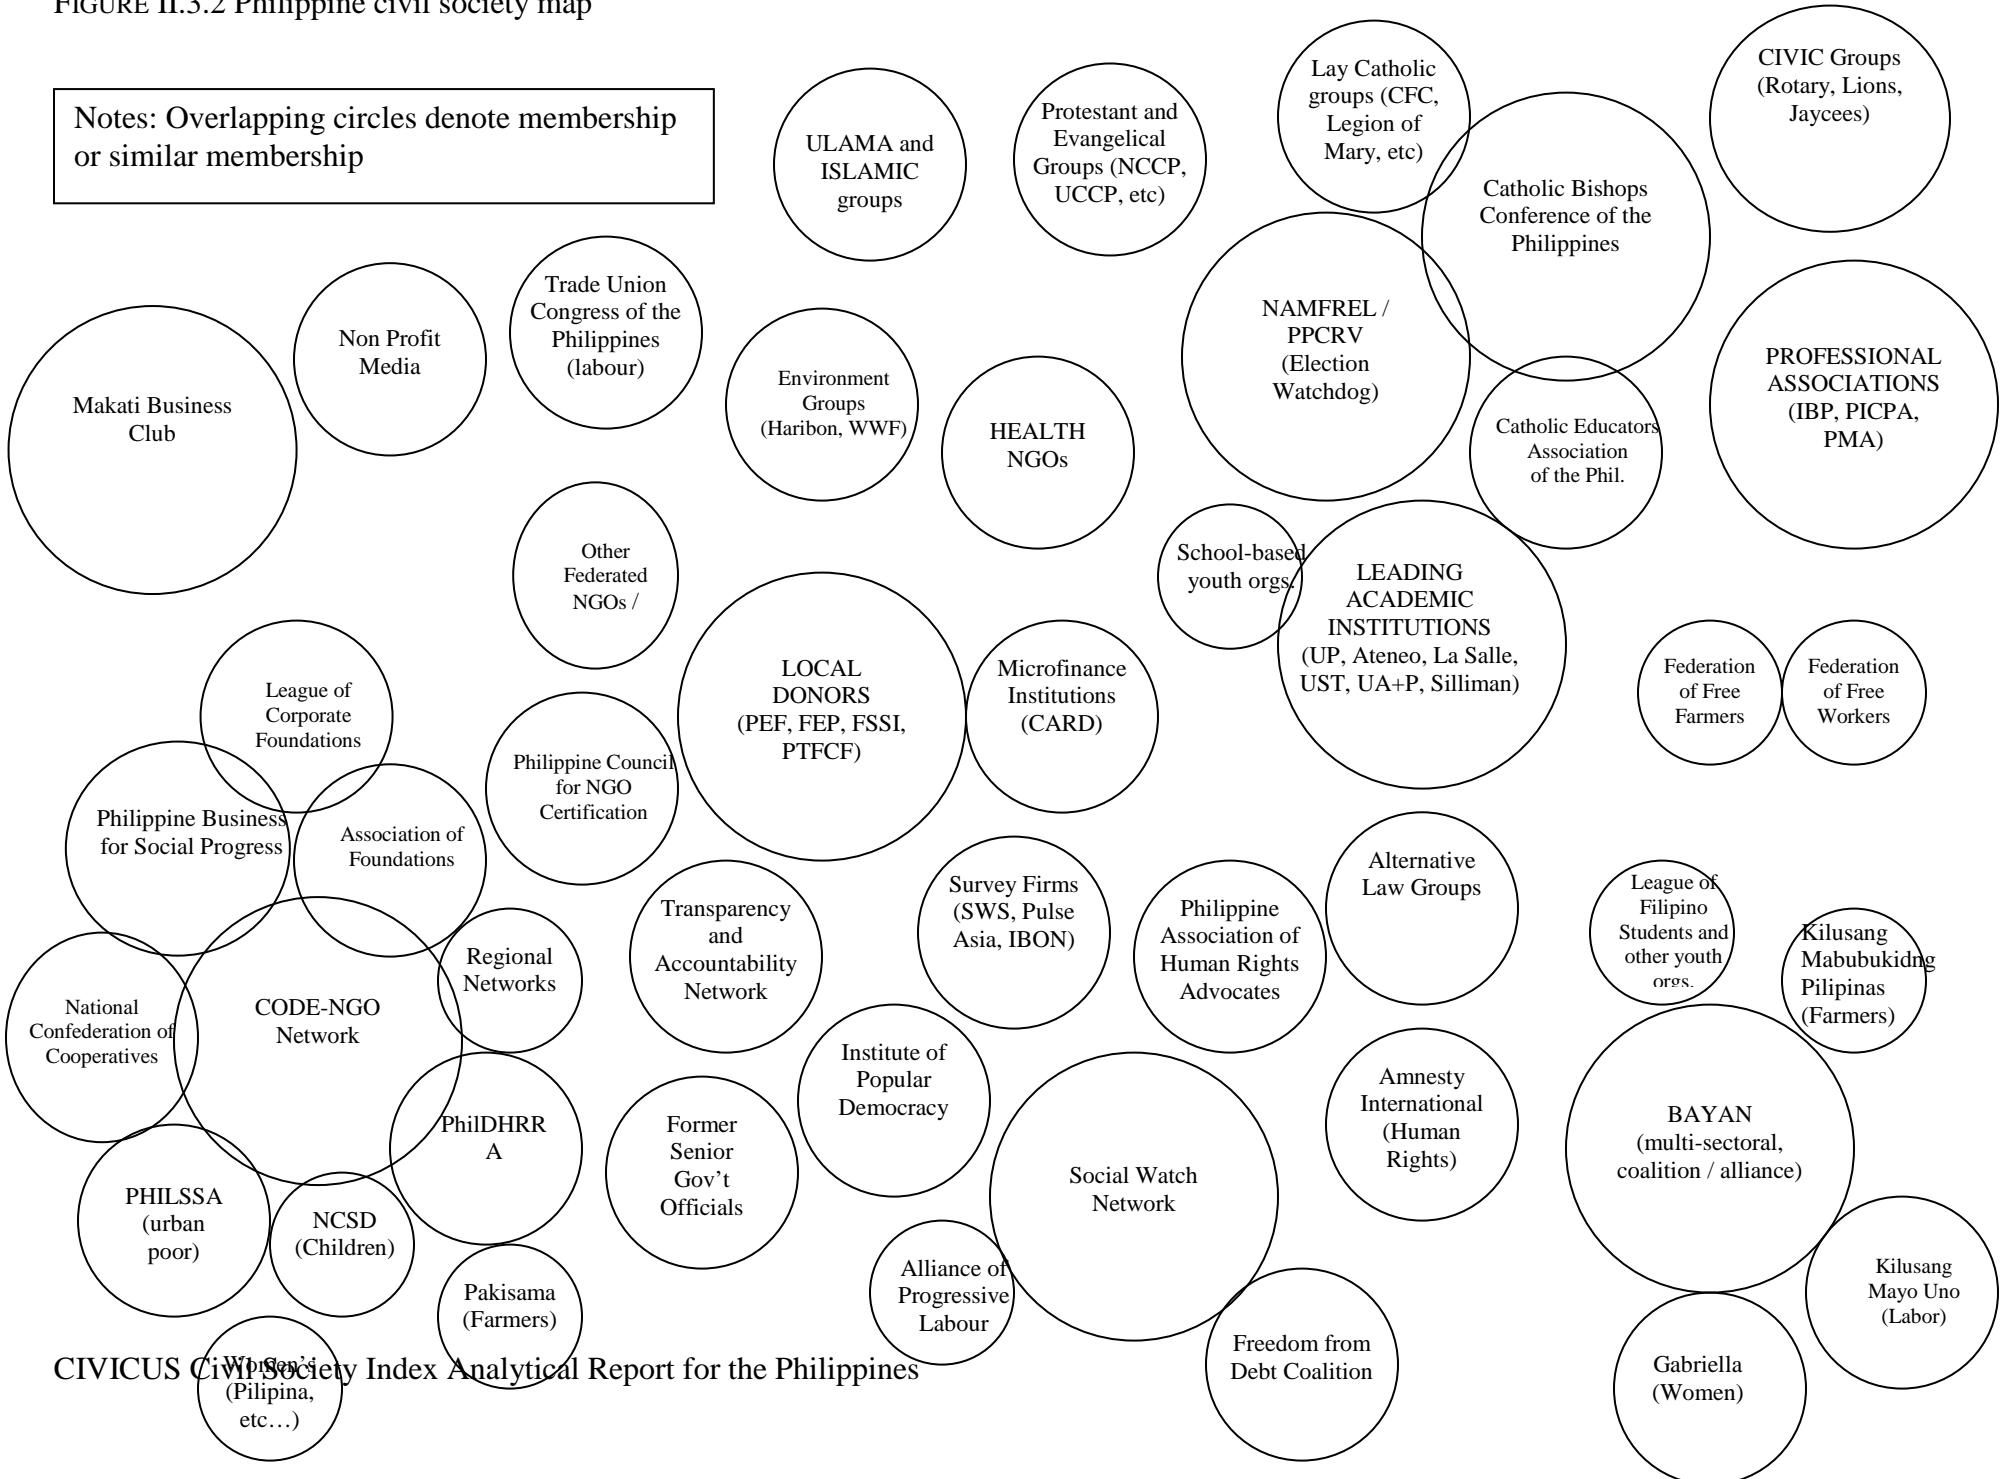 FIGURE II.3.2 Philippine civil society map
Notes: Overlapping circles denote membership
or similar membership
ULAMA and
ISLAMIC
groups
Protestant and
Evangelical
Groups (NCCP,
UCCP, etc)
Lay Catholic
groups (CFC,
Legion of
Mary, etc)
CIVIC Groups
(Rotary, Lions,
Jaycees)
Catholic Bishops
Conference of the
Philippines
Makati Business
Club
Non Profit
Media
Trade Union
Congress of the
Philippines
(labour)
Environment
Groups
(Haribon, WWF)
HEALTH
NGOs
NAMFREL /
PPCRV
(Election
Watchdog)
Catholic Educators
Association
of the Phil.
PROFESSIONAL
ASSOCIATIONS
(IBP, PICPA,
PMA)
Other
Federated
NGOs /
School-based
youth orgs.
LEADING
ACADEMIC
INSTITUTIONS
(UP, Ateneo, La Salle,
UST, UA+P, Silliman)
League of
Corporate
Foundations
LOCAL
DONORS
(PEF, FEP, FSSI,
PTFCF)
Microfinance
Institutions
(CARD)
Federation
of Free
Farmers
Federation
of Free
Workers
Philippine Council
for NGO
Certification
Philippine Business
for Social Progress
Association of
Foundations
Transparency
and
Accountability
Network
Survey Firms
(SWS, Pulse
Asia, IBON)
Philippine
Association of
Human Rights
Advocates
Alternative
Law Groups
League of
Filipino
Students and
other youth
orgs.
Kilusang
Mabubukidng
Pilipinas
(Farmers)
National
Confederation of
Cooperatives
CODE-NGO
Network
Regional
Networks
PhilDHRR
A
Former
Senior
Gov't
Officials
Institute of
Popular
Democracy
Social Watch
Network
Amnesty
International
(Human
Rights)
BAYAN
(multi-sectoral,
coalition / alliance)
PHILSSA
(urban
poor)
NCSD
(Children)
Pakisama
(Farmers)
Alliance of
Progressive
Labour
Freedom from
Debt Coalition
Kilusang
Mayo Uno
(Labor)
Gabriella
(Women)
Women's
(Pilipina,
etc…)
CIVICUS Civil Society Index Analytical Report for the Philippines